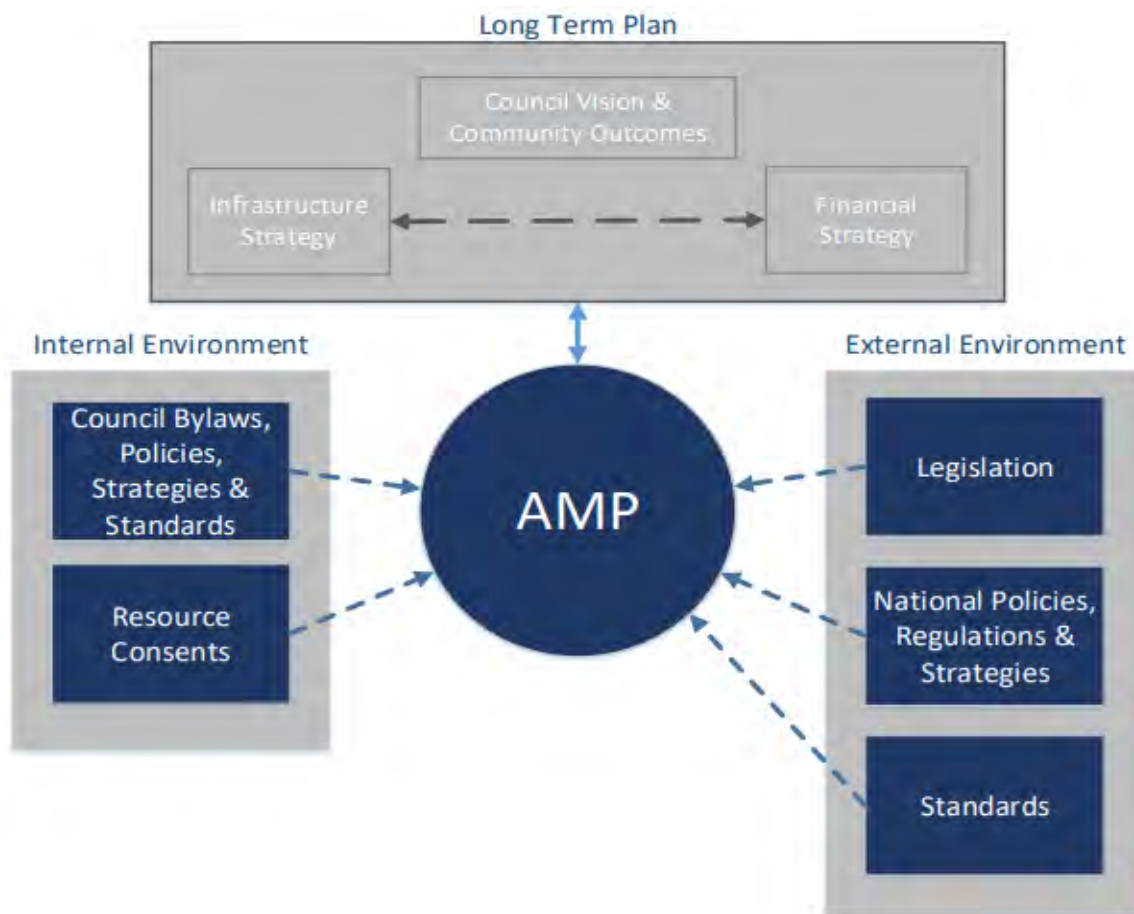 Long Term Plan
Council Vision &
Community Outcomes
Infrastructure
Strategy
Financial
Strategy
Internal Environment
Council Bylaws,
Policies,
Strategies &
Standards
Resource
Consents
AMP
External Environment
Legislation
National Policies,
Regulations &
Strategies
Standards